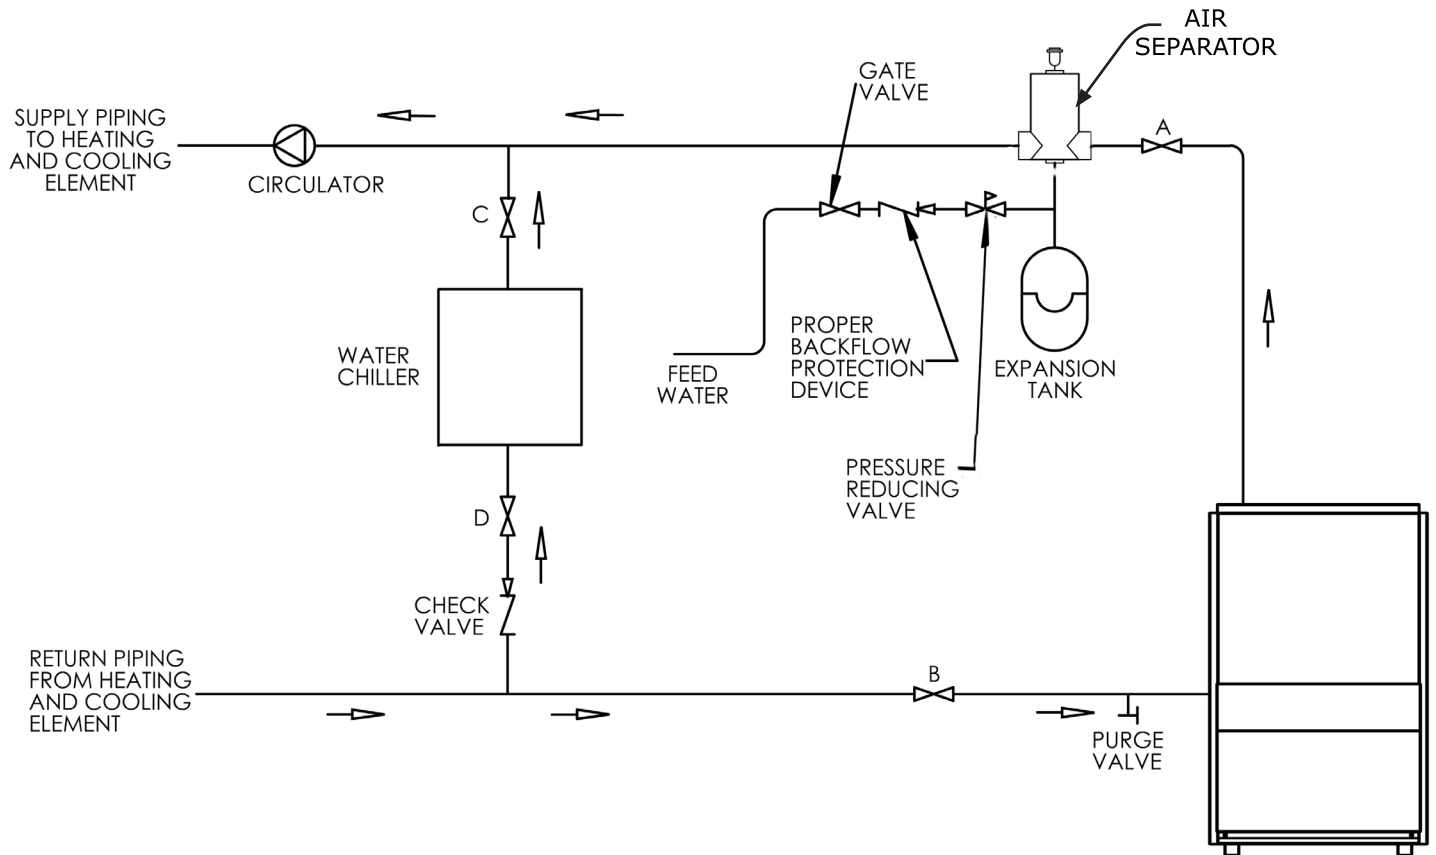 AIR
SEPARATOR
GATE
VALVE
SUPPLY PIPING
TO HEATING
AND COOLING
ELEMENT
CIRCULATOR
A
C
WATER
CHILLER
FEED
WATER
PROPER
BACKFLOW
PROTECTION
DEVICE
EXPANSION
TANK
PRESSURE
REDUCING
VALVE
D
CHECK
VALVE
RETURN PIPING
FROM HEATING
AND COOLING
ELEMENT
B
PURGE
VALVE